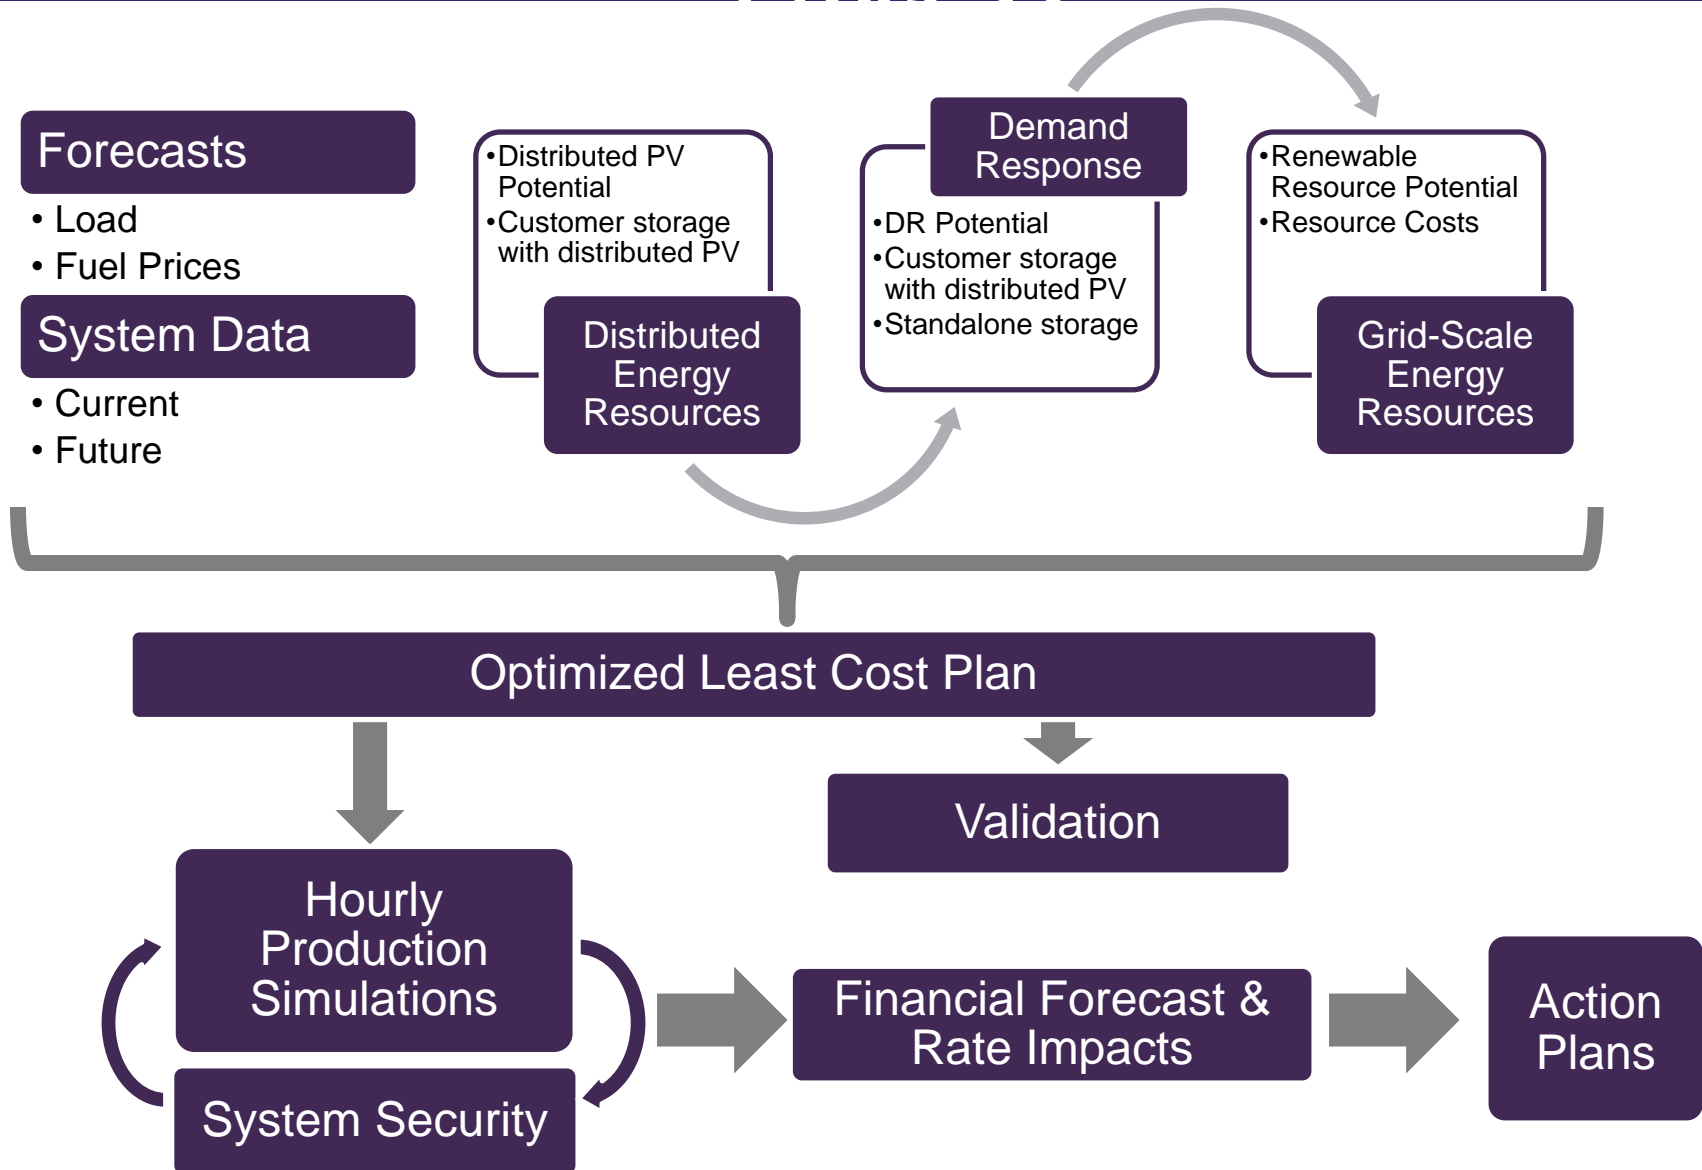 Forecasts
• Load
• Fuel Prices
System Data
• Current
• Future
•Distributed PV
Potential
•Customer storage
with distributed PV
Distributed
Energy
Resources
Demand
Response
•DR Potential
•Customer storage
with distributed PV
•Standalone storage
•Renewable
Resource Potential
•Resource Costs
Grid-Scale
Energy
Resources
Optimized Least Cost Plan
Validation
Hourly
Production
Simulations
System Security
Financial Forecast &
Rate Impacts
Action
Plans